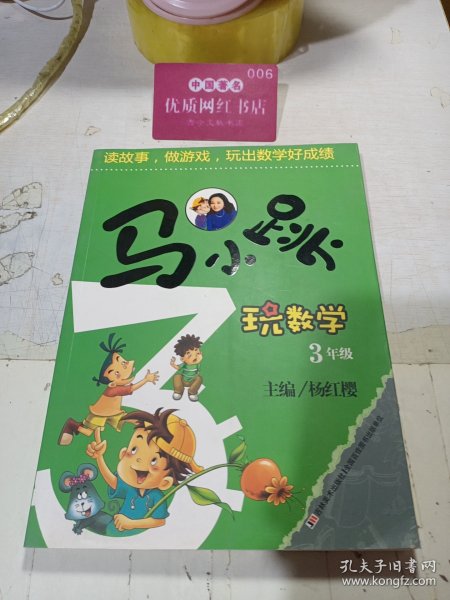 006
中国著名
优质网红书店
读故事，做游戏，玩出数学好成绩
马小跳
玩数学
3年级
主编/杨红樱
3
孔夫子旧书网
www.kongfz.com